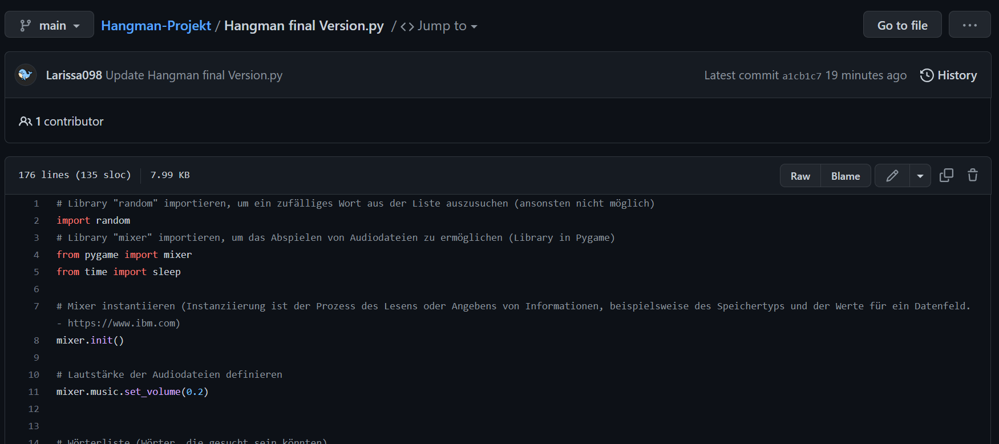 main Hangman-Projekt / Hangman final Version.py / <> Jump to Go to file ...
Larissa098 Update Hangman final Version.py Latest commit a1cb1c7 19 minutes ago History
1 contributor
176 lines (135 sloc) 7.99 KB Raw Blame
1 # Library "random" importieren, um ein zufälliges Wort aus der Liste auszusuchen (ansonsten nicht möglich)
2 import random
3 # Library "mixer" importieren, um das Abspielen von Audiodateien zu ermöglichen (Library in Pygame)
4 from pygame import mixer
5 from time import sleep
6
7 # Mixer instantiieren (Instanziierung ist der Prozess des Lesens oder Angebens von Informationen, beispielsweise des Speichertyps und der Werte für ein Datenfeld.
- https://www.ibm.com)
8 mixer.init()
9
10 # Lautstärke der Audiodateien definieren
11 mixer.music.set_volume(0.2)
12
13
14 # Wörterliste (Wörter, die gesucht sein könnten)